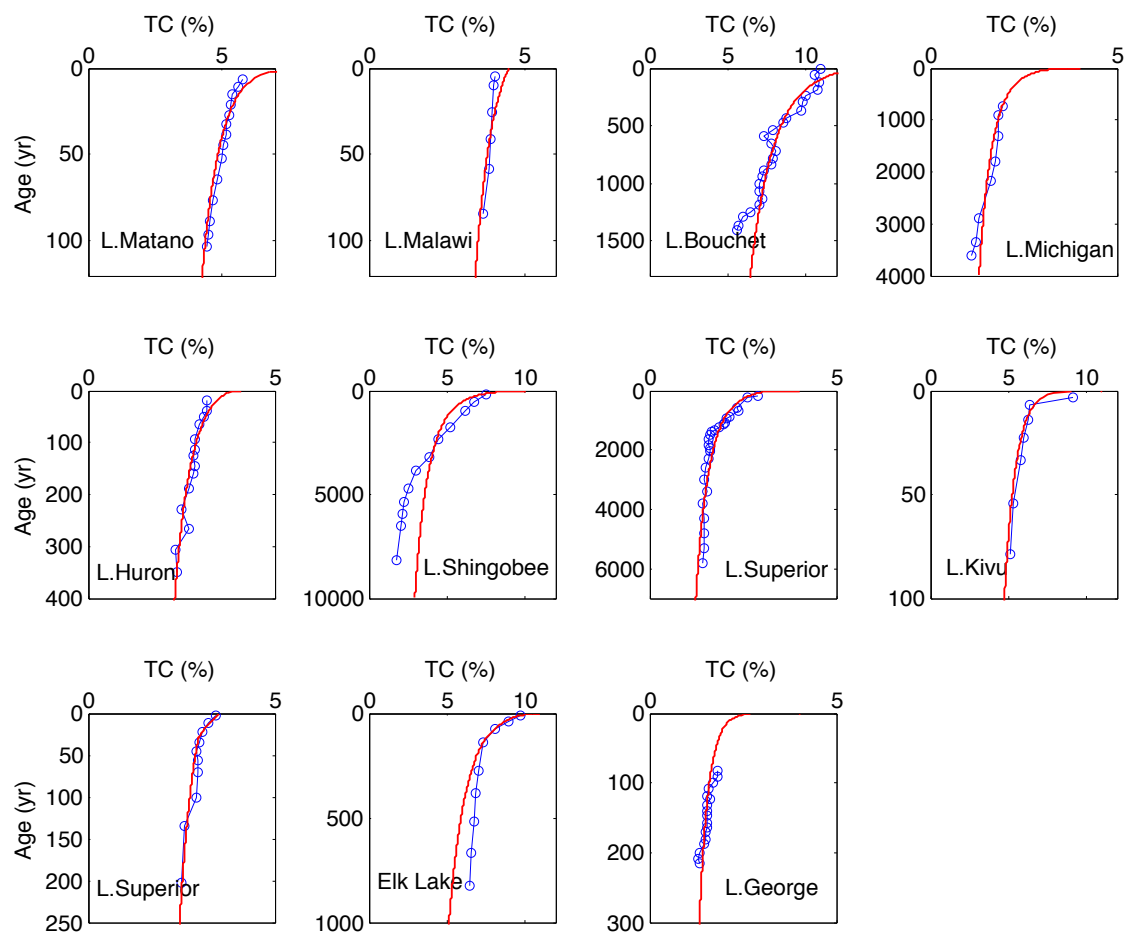 TC (%) TC (%) TC (%) TC (%)
0 5 0 5 0 5 10 0 5
Age (yr)
0 50 100 L.Matano
0 50 100 L.Malawi
0 500 1000 1500 L.Bouchet
0 1000 2000 3000 4000 L.Michigan
TC (%) TC (%) TC (%) TC (%)
0 5 0 5 10 0 5 0 5 10
Age (yr)
0 100 200 300 400 L.Huron
0 5000 10000 L.Shingobee
0 2000 4000 6000 L.Superior
0 50 100 L.Kivu
TC (%) TC (%) TC (%)
0 5 0 5 10 0 5
Age (yr)
0 50 100 150 200 250 L.Superior
0 500 1000 Elk Lake
0 100 200 300 L.George